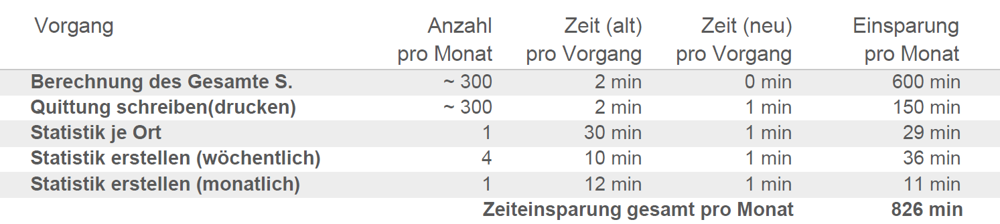 Vorgang Anzahl Zeit (alt) Zeit (neu) Einsparung
pro Monat pro Vorgang pro Vorgang pro Monat
Berechnung des Gesamte S. ~ 300 2 min 0 min 600 min
Quittung schreiben(drucken) ~ 300 2 min 1 min 150 min
Statistik je Ort 1 30 min 1 min 29 min
Statistik erstellen (wöchentlich) 4 10 min 1 min 36 min
Statistik erstellen (monatlich) 1 12 min 1 min 11 min
Zeiteinsparung gesamt pro Monat 826 min